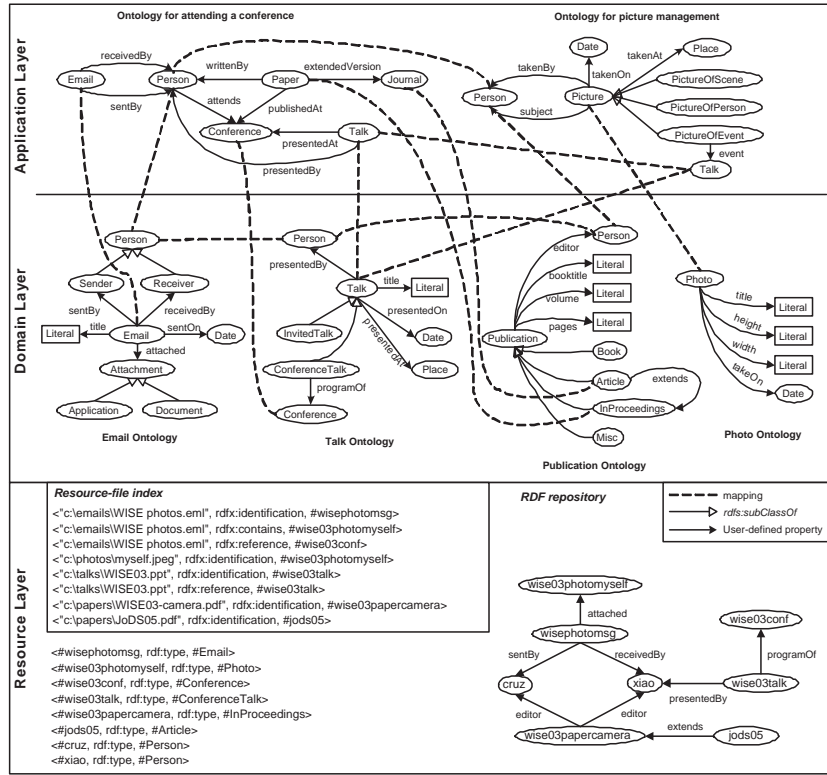 Ontology for attending a conference
Ontology for picture management
Application Layer
receivedBy
Email
sentBy
Person
writtenBy
Paper
extendedVersion
Journal
attends
publishedAt
Conference
presentedAt
Talk
presentedBy
Date
takenBy
takenOn
takenAt
Place
Person
Picture
subject
PictureOfScene
PictureOfPerson
PictureOfEvent
event
Talk
Domain Layer
Person
Sender
Receiver
sentBy
receivedBy
Literal
title
Email
sentOn
Date
attached
Attachment
Application
Document
Email Ontology
Person
presentedBy
Talk
title
Literal
presentedOn
InvitedTalk
Date
presentedAt
ConferenceTalk
Place
programOf
Conference
Talk Ontology
editor
Person
booktitle
Literal
volume
Literal
pages
Literal
Publication
Book
Article
extends
InProceedings
Misc
Publication Ontology
Photo
title
Literal
height
Literal
width
Literal
takeOn
Date
Photo Ontology
Resource Layer
Resource-file index
<"c:\emails\WISE photos.eml", rdfx:identification, #wisephotmsg>
<"c:\emails\WISE photos.eml", rdfx:contains, #wise03photomyself>
<"c:\emails\WISE photos.eml", rdfx:reference, #wise03conf>
<"c:\photos\myself.jpeg", rdfx:identification, #wise03photomyself>
<"c:\talks\WISE03.ppt", rdfx:identification, #wise03talk>
<"c:\talks\WISE03.ppt", rdfx:reference, #wise03talk>
<"c:\papers\WISE03-camera.pdf", rdfx:identification, #wise03papercamera>
<"c:\papers\JoDS05.pdf", rdfx:identification, #jods05>
<#wisephotmsg, rdf:type, #Email>
<#wise03photomyself, rdf:type, #Photo>
<#wise03conf, rdf:type, #Conference>
<#wise03talk, rdf:type, #ConferenceTalk>
<#wise03papercamera, rdf:type, #InProceedings>
<#jods05, rdf:type, #Article>
<#cruz, rdf:type, #Person>
<#xiao, rdf:type, #Person>
RDF repository
mapping
rdfs:subClassOf
User-defined property
wise03photomyself
attached
wisephotmsg
sentBy
receivedBy
cruz
xiao
editor
editor
wise03papercamera
wise03conf
programOf
wise03talk
presentedBy
extends
jods05